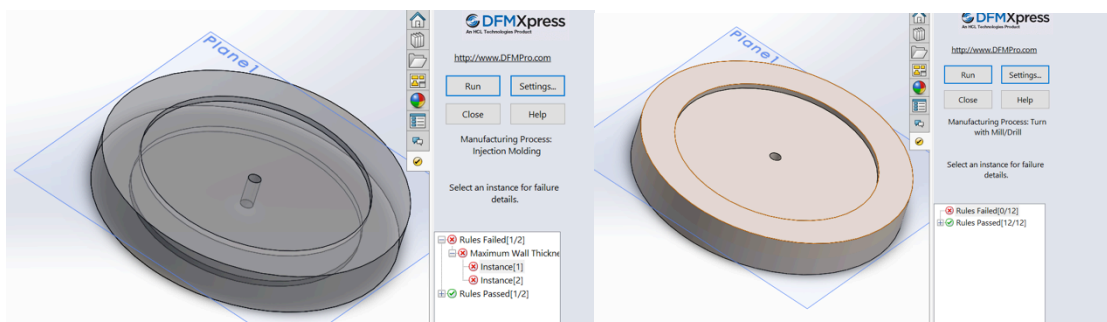 Plane1
DFMXpress
An HCL Technologies Product
http://www.DFMPro.com
Run Settings...
Close Help
Manufacturing Process:
Injection Molding
Select an instance for failure
details.
Rules Failed[1/2]
Maximum Wall Thickne
Instance[1]
Instance[2]
Rules Passed[1/2]
Plane1
DFMXpress
An HCL Technologies Product
http://www.DFMPro.com
Run Settings...
Close Help
Manufacturing Process: Turn
with Mill/Drill
Select an instance for failure
details.
Rules Failed[0/12]
Rules Passed[12/12]